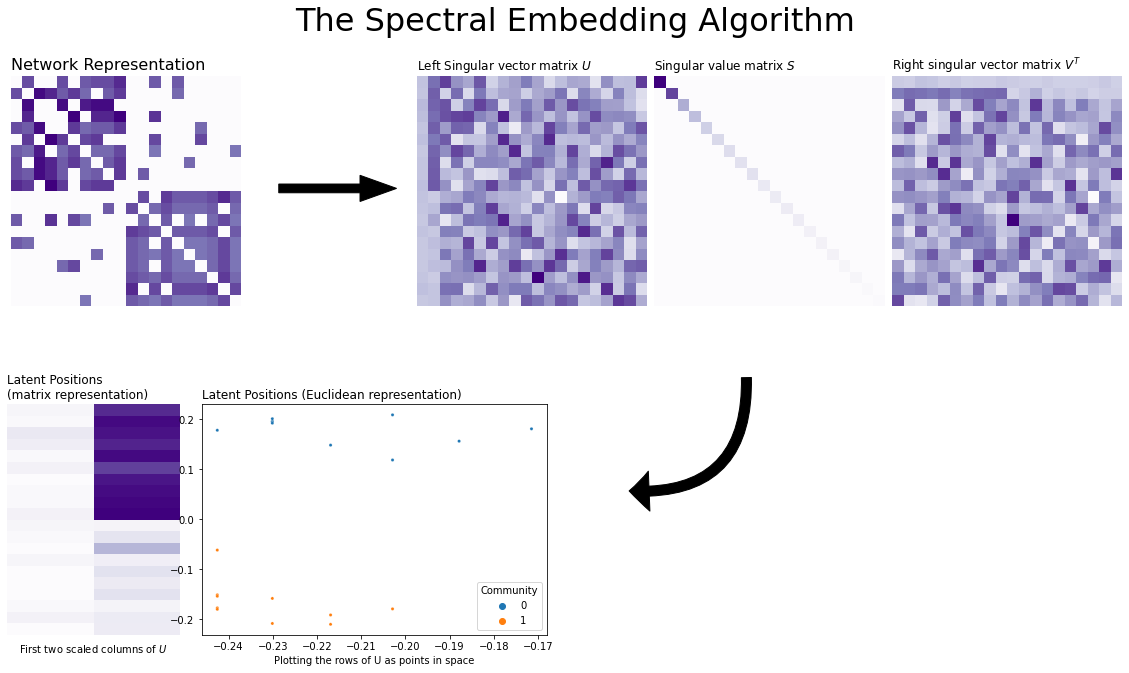 The Spectral Embedding Algorithm
Network Representation
Left Singular vector matrix U
Singular value matrix S
Right singular vector matrix V^T
Latent Positions
(matrix representation)
First two scaled columns of U
Latent Positions (Euclidean representation)
0.2
0.1
0.0
−0.1
−0.2
Community
0
1
−0.24
−0.23
−0.22
−0.21
−0.20
−0.19
−0.18
−0.17
Plotting the rows of U as points in space